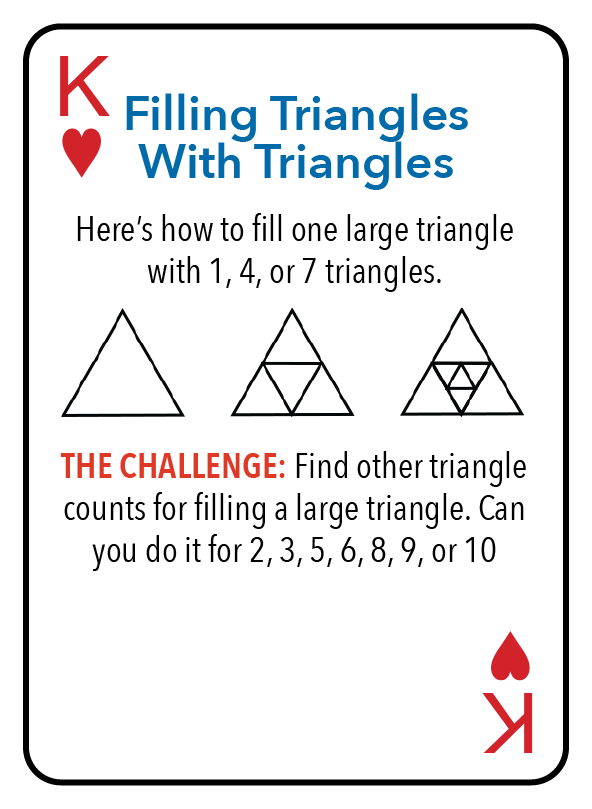 K
Filling Triangles
With Triangles
Here's how to fill one large triangle
with 1, 4, or 7 triangles.
THE CHALLENGE: Find other triangle
counts for filling a large triangle. Can
you do it for 2, 3, 5, 6, 8, 9, or 10
K